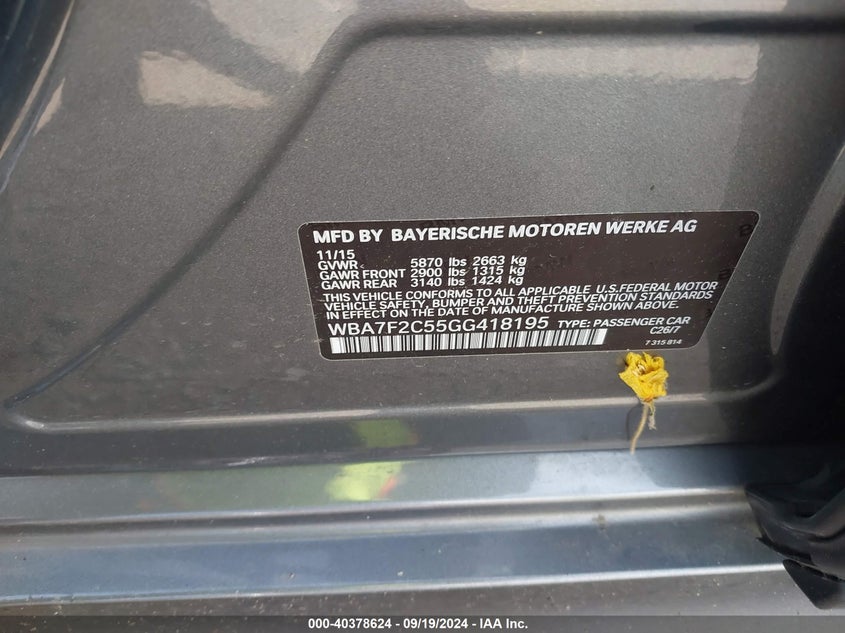 MFD BY BAYERISCHE MOTOREN WERKE AG
11/15
GVWR 5870 lbs 2663 kg
GAWR FRONT 2900 lbs 1315 kg
GAWR REAR 3140 lbs 1424 kg
THIS VEHICLE CONFORMS TO ALL APPLICABLE U.S.FEDERAL MOTOR
VEHICLE SAFETY, BUMPER AND THEFT PREVENTION STANDARDS
IN EFFECT ON THE DATE OF MANUFACTURE SHOWN ABOVE.
WBA7F2C55GG418195 TYPE: PASSENGER CAR
C26/7
7 315 814
000-40378624 - 09/19/2024 - IAA Inc.